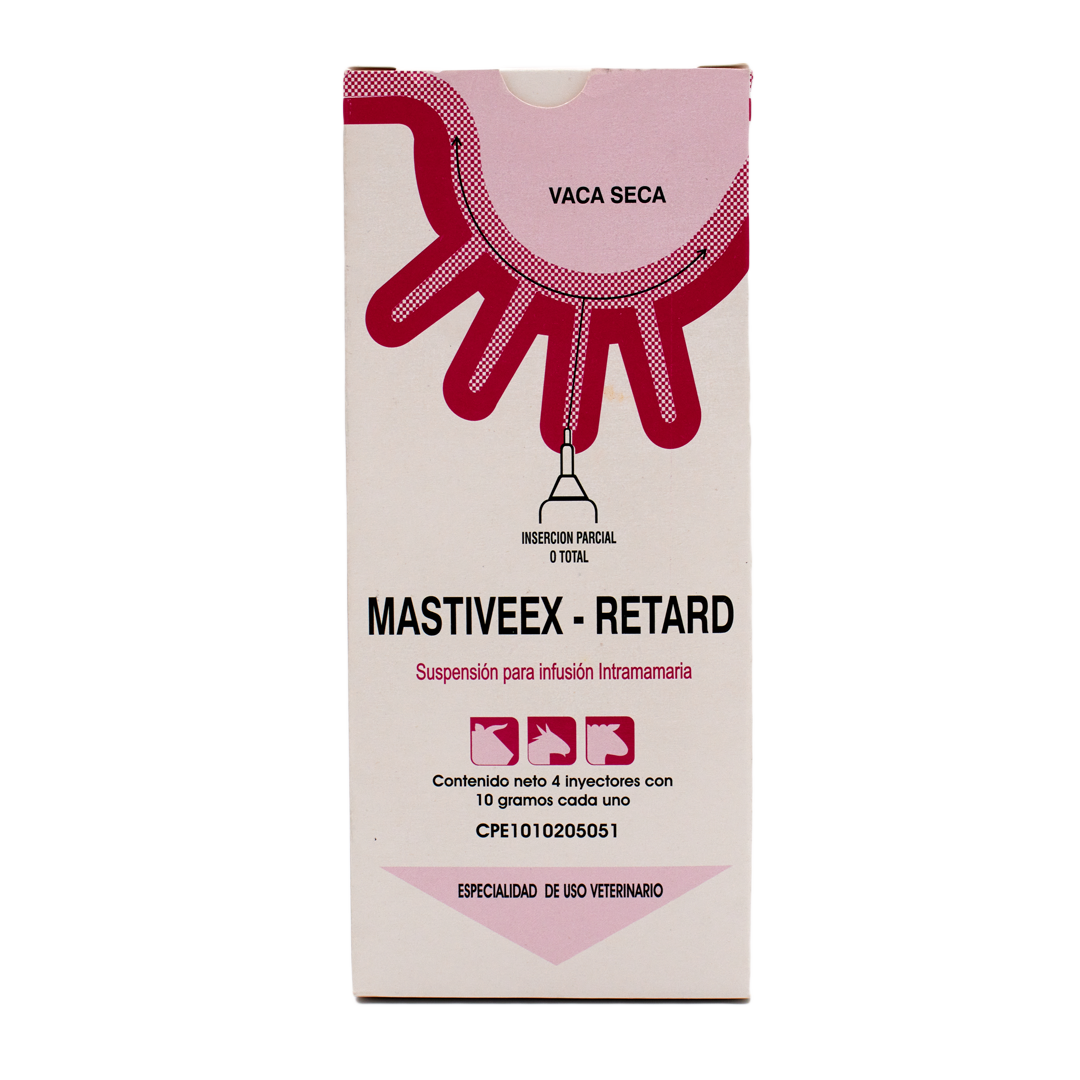 VACA SECA
INSERCION PARCIAL
O TOTAL
MASTIVEEX - RETARD
Suspensión para infusión Intramamaria
Contenido neto 4 inyectores con
10 gramos cada uno
CPE1010205051
ESPECIALIDAD DE USO VETERINARIO